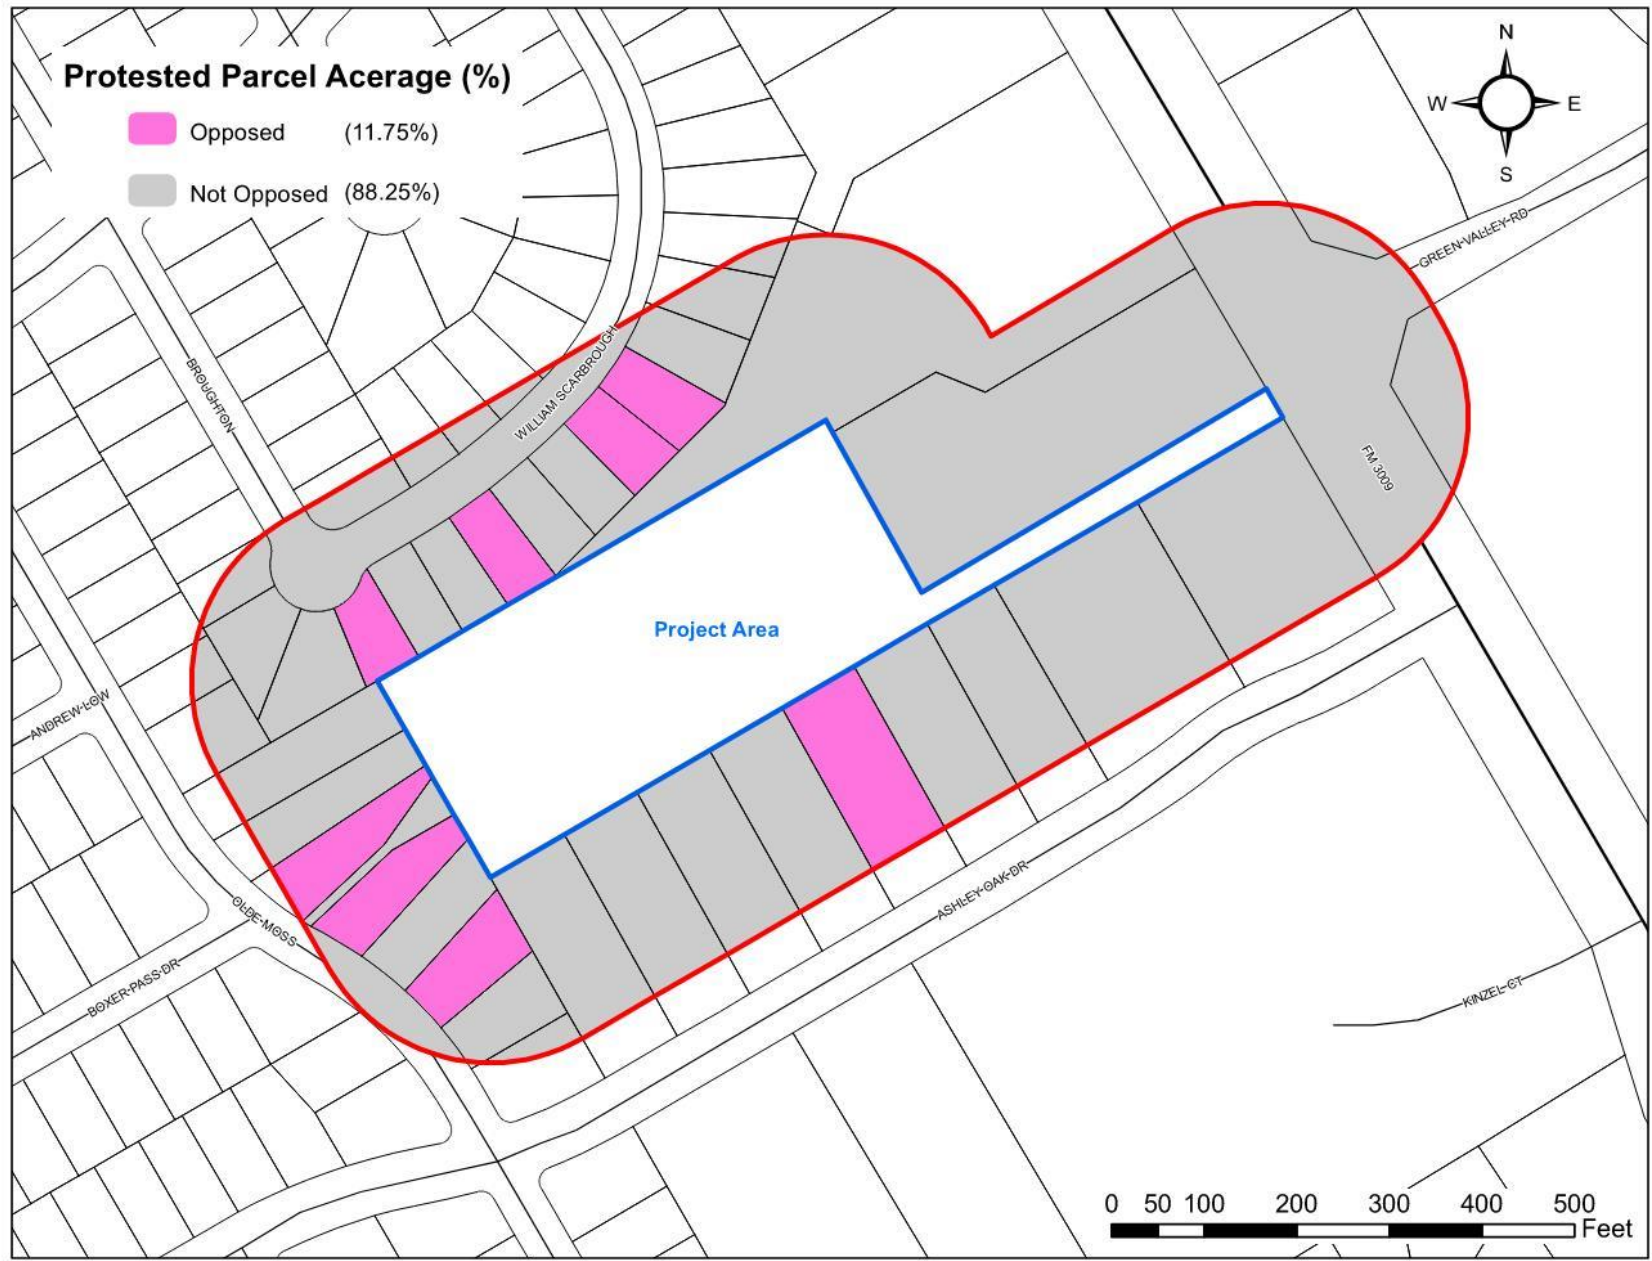 Protested Parcel Acerage (%)
Opposed (11.75%)
Not Opposed (88.25%)
N
W E
S
GREEN VALLEY RD
BROUGHTON
WILLIAM SCARBROUGH
FM 3009
Project Area
ANDREW LOW
OLDE MOSS
ASHLEY OAK DR
BOXER PASS DR
KINZEL CT
0 50 100 200 300 400 500
Feet